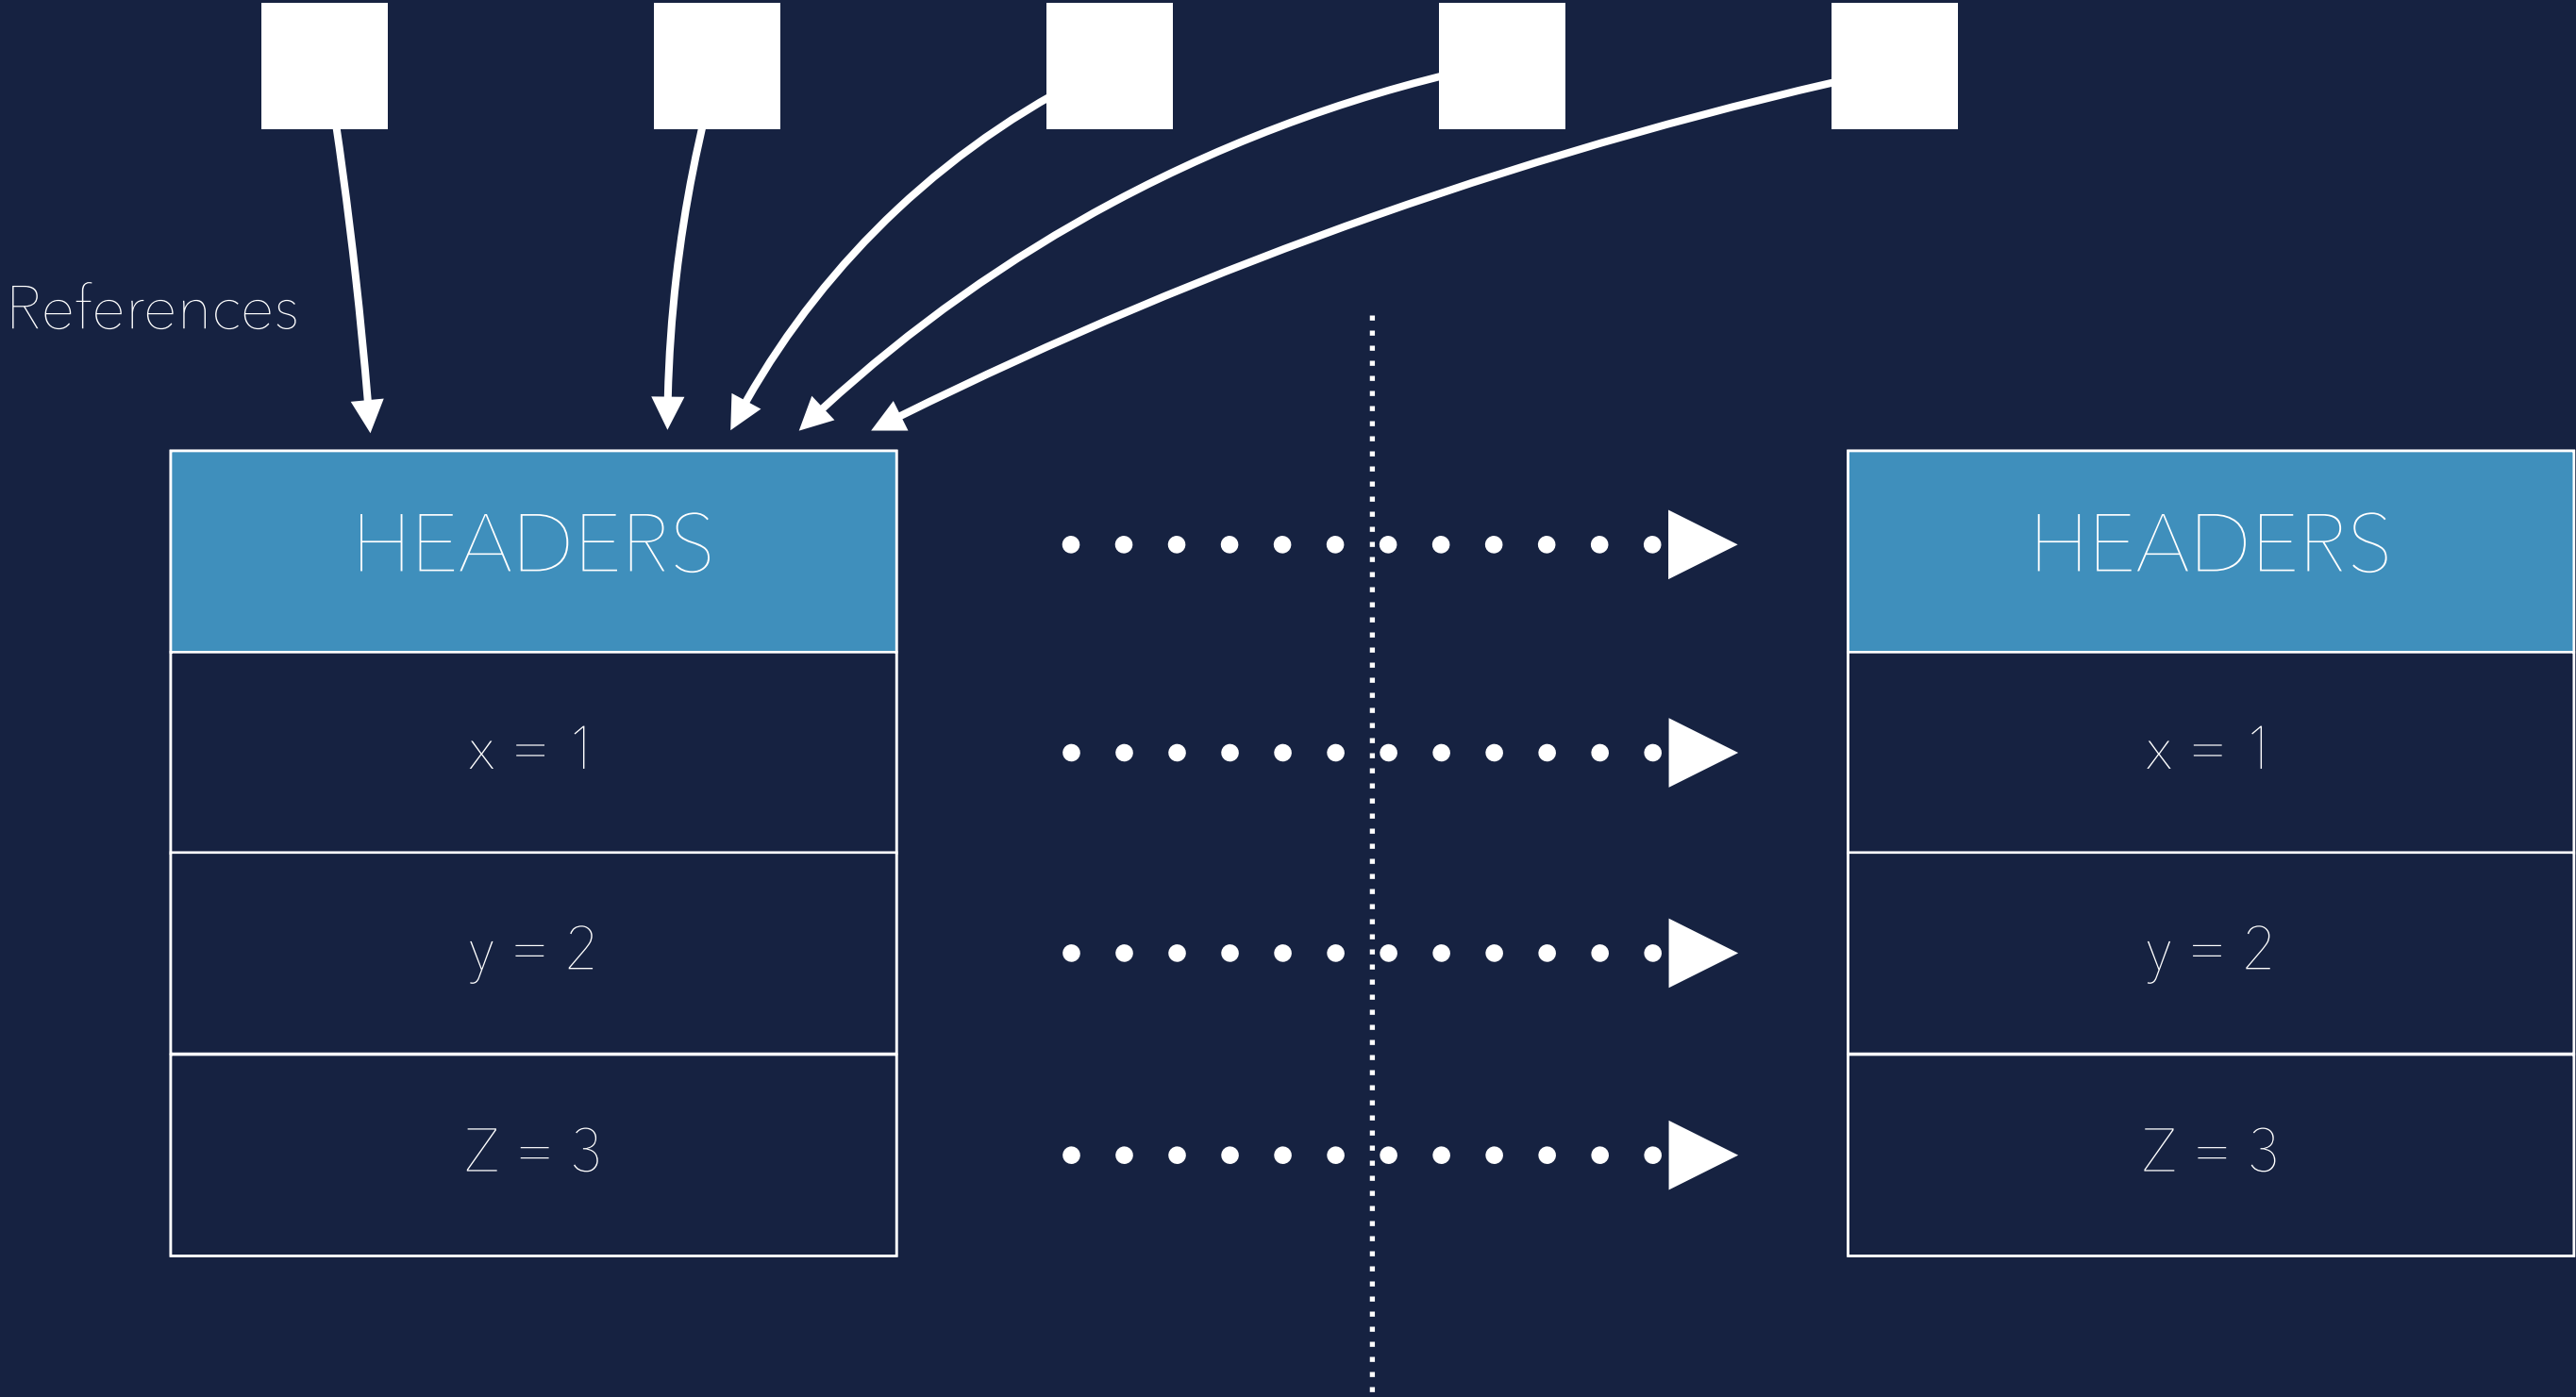 References
HEADERS
HEADERS
x = 1
x = 1
y = 2
y = 2
Z = 3
Z = 3